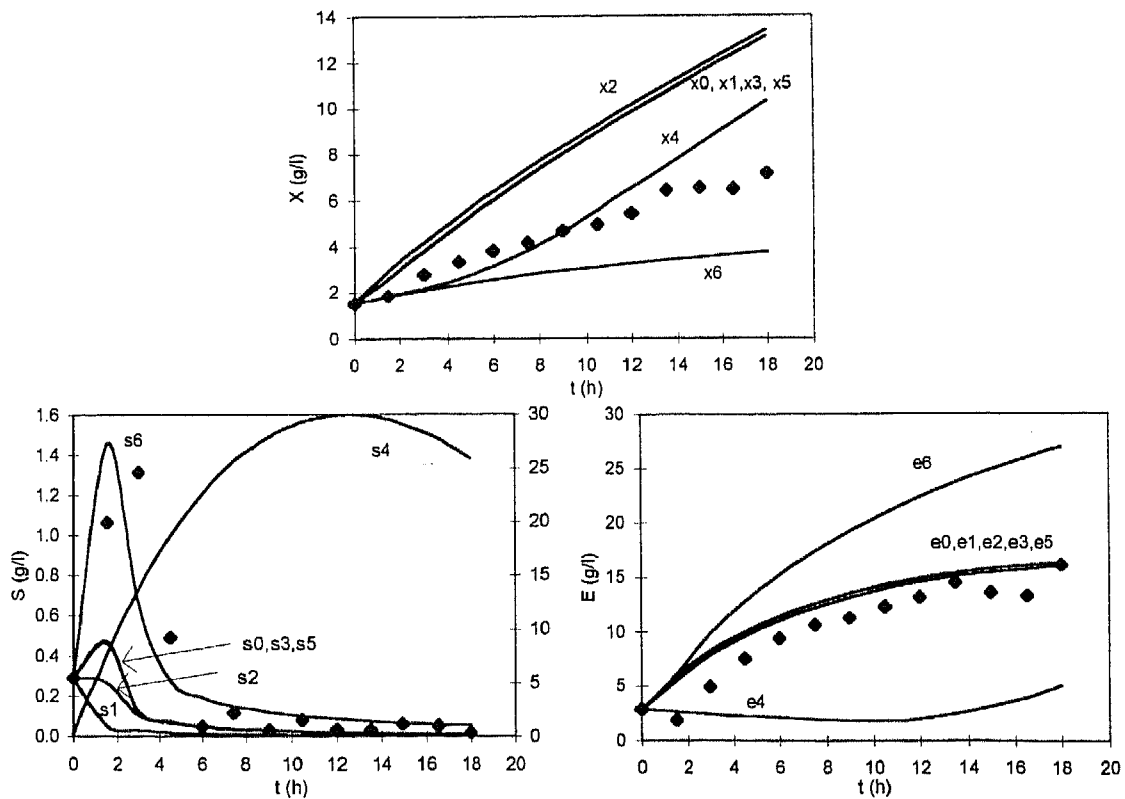 14
12
10
8
6
4
2
0
X (g/l)
x2
x0, x1,x3, x5
x4
x6
0 2 4 6 8 10 12 14 16 18 20
t (h)
1.6
1.4
1.2
1.0
0.8
0.6
0.4
0.2
0.0
S (g/l)
s6
s4
s0,s3,s5
s2
s1
30
25
20
15
10
5
0
0 2 4 6 8 10 12 14 16 18 20
t (h)
30
25
20
15
10
5
0
E (g/l)
e6
e0,e1,e2,e3,e5
e4
0 2 4 6 8 10 12 14 16 18 20
t (h)